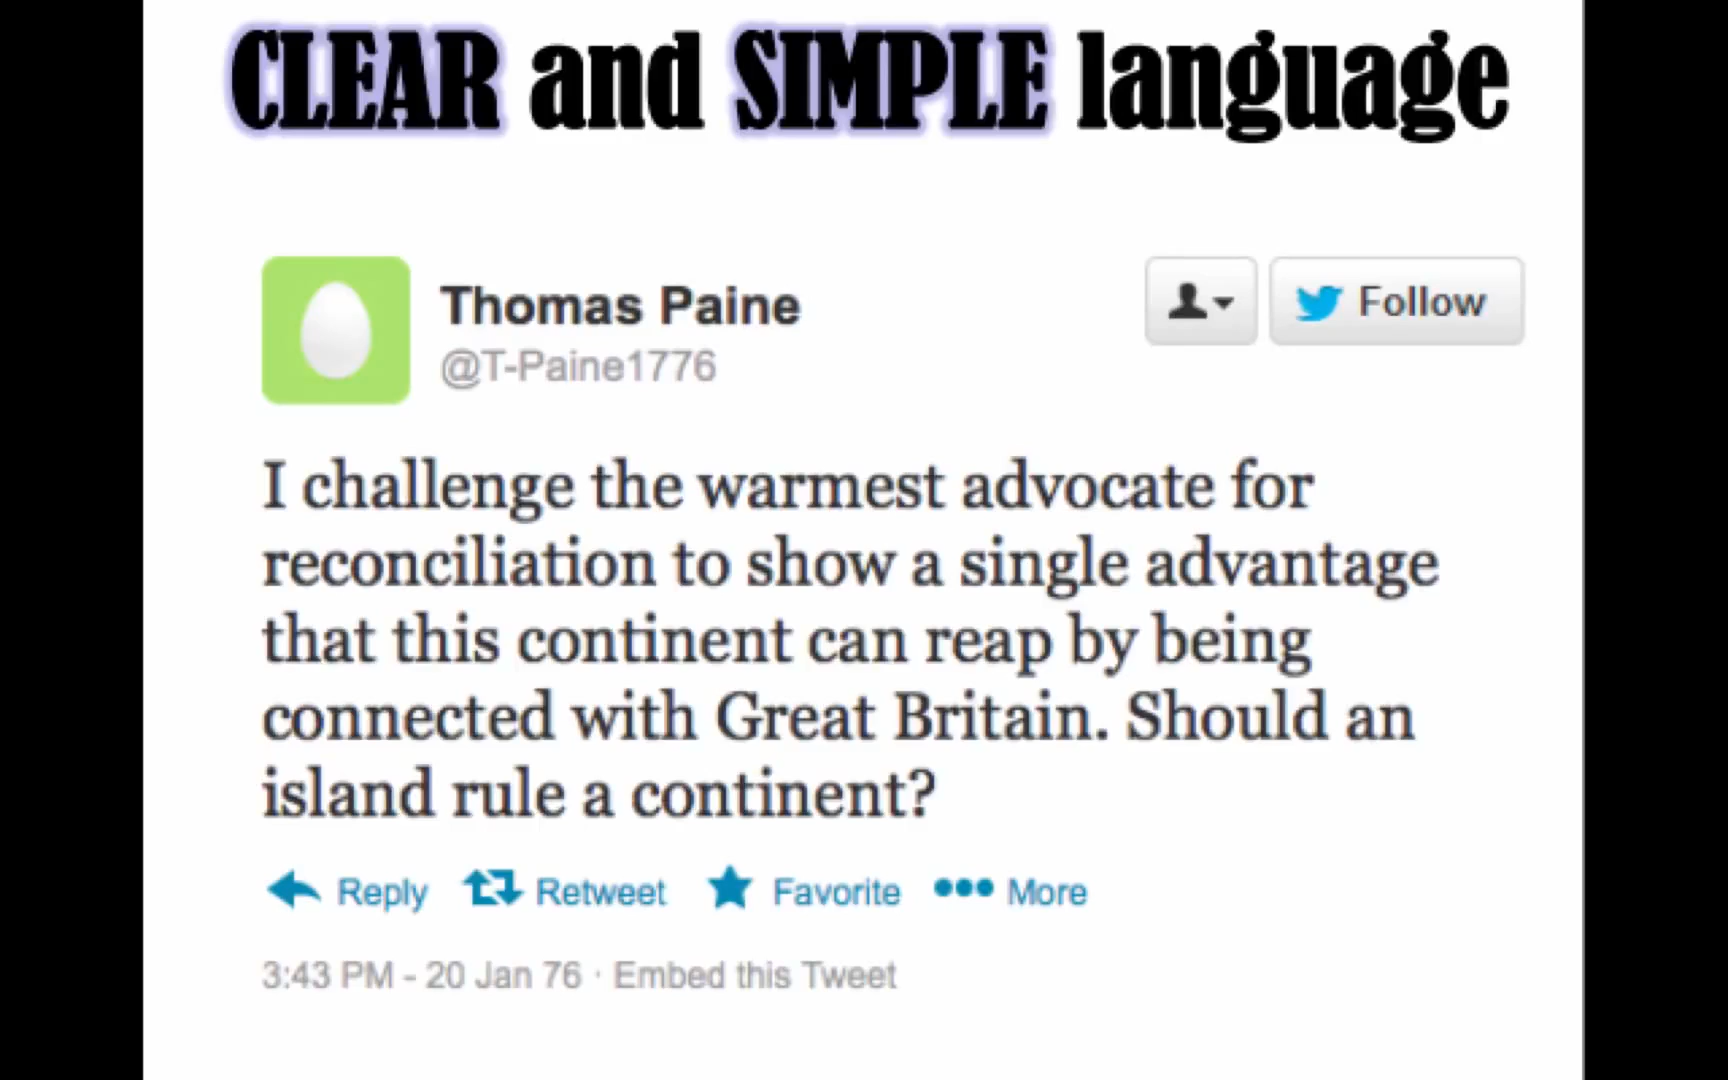 CLEAR and SIMPLE language
Thomas Paine
@T-Paine1776
Follow
I challenge the warmest advocate for
reconciliation to show a single advantage
that this continent can reap by being
connected with Great Britain. Should an
island rule a continent?
Reply Retweet Favorite More
3:43 PM - 20 Jan 76 · Embed this Tweet